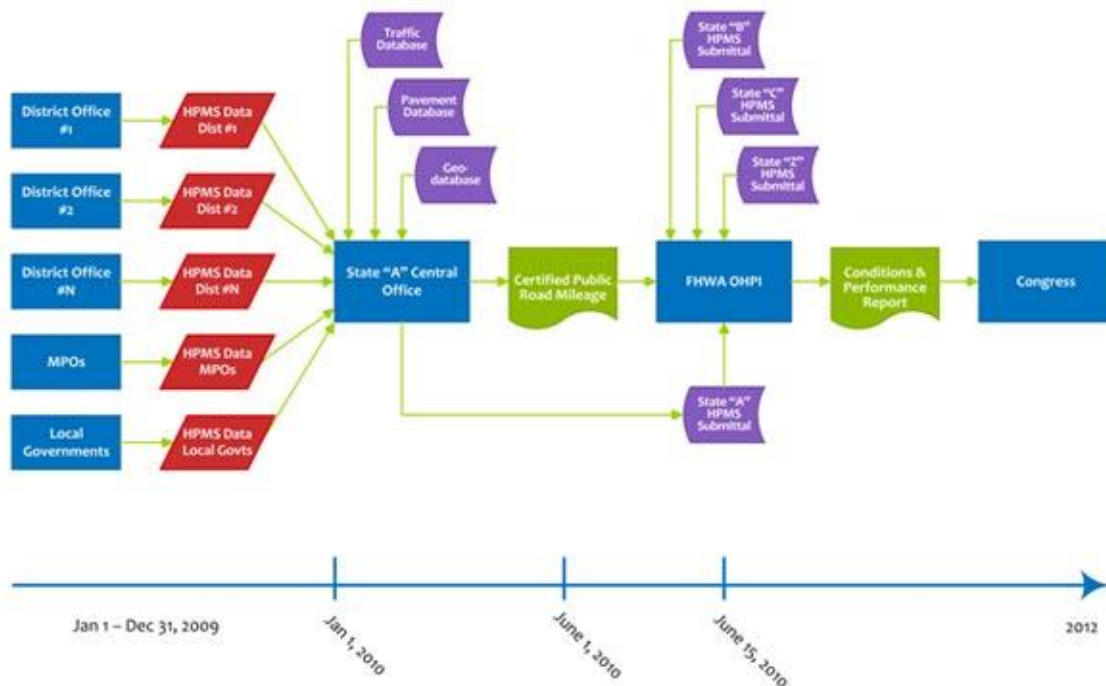 Traffic
Database
State "B"
HPMS
Submittal
Pavement
Database
State "C"
HPMS
Submittal
Geo-
database
State "Z"
HPMS
Submittal
District Office
#1
HPMS Data
Dist #1
District Office
#2
HPMS Data
Dist #2
District Office
#N
HPMS Data
Dist #N
MPOs
HPMS Data
MPOs
Local
Governments
HPMS Data
Local Govts
State "A" Central
Office
Certified Public
Road Mileage
FHWA OHPI
Conditions &
Performance
Report
Congress
State "A"
HPMS
Submittal
Jan 1 – Dec 31, 2009
Jan 1, 2010
June 1, 2010
June 15, 2010
2012